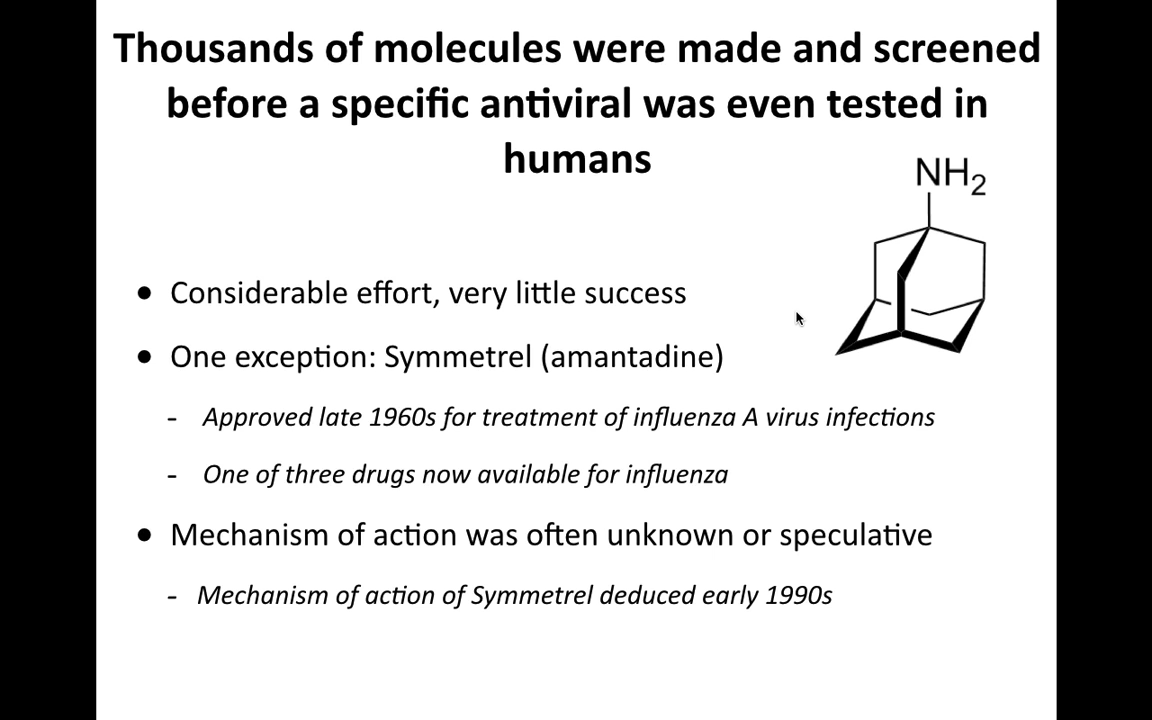 Thousands of molecules were made and screened
before a specific antiviral was even tested in
humans
NH2
• Considerable effort, very little success
• One exception: Symmetrel (amantadine)
- Approved late 1960s for treatment of influenza A virus infections
- One of three drugs now available for influenza
• Mechanism of action was often unknown or speculative
- Mechanism of action of Symmetrel deduced early 1990s